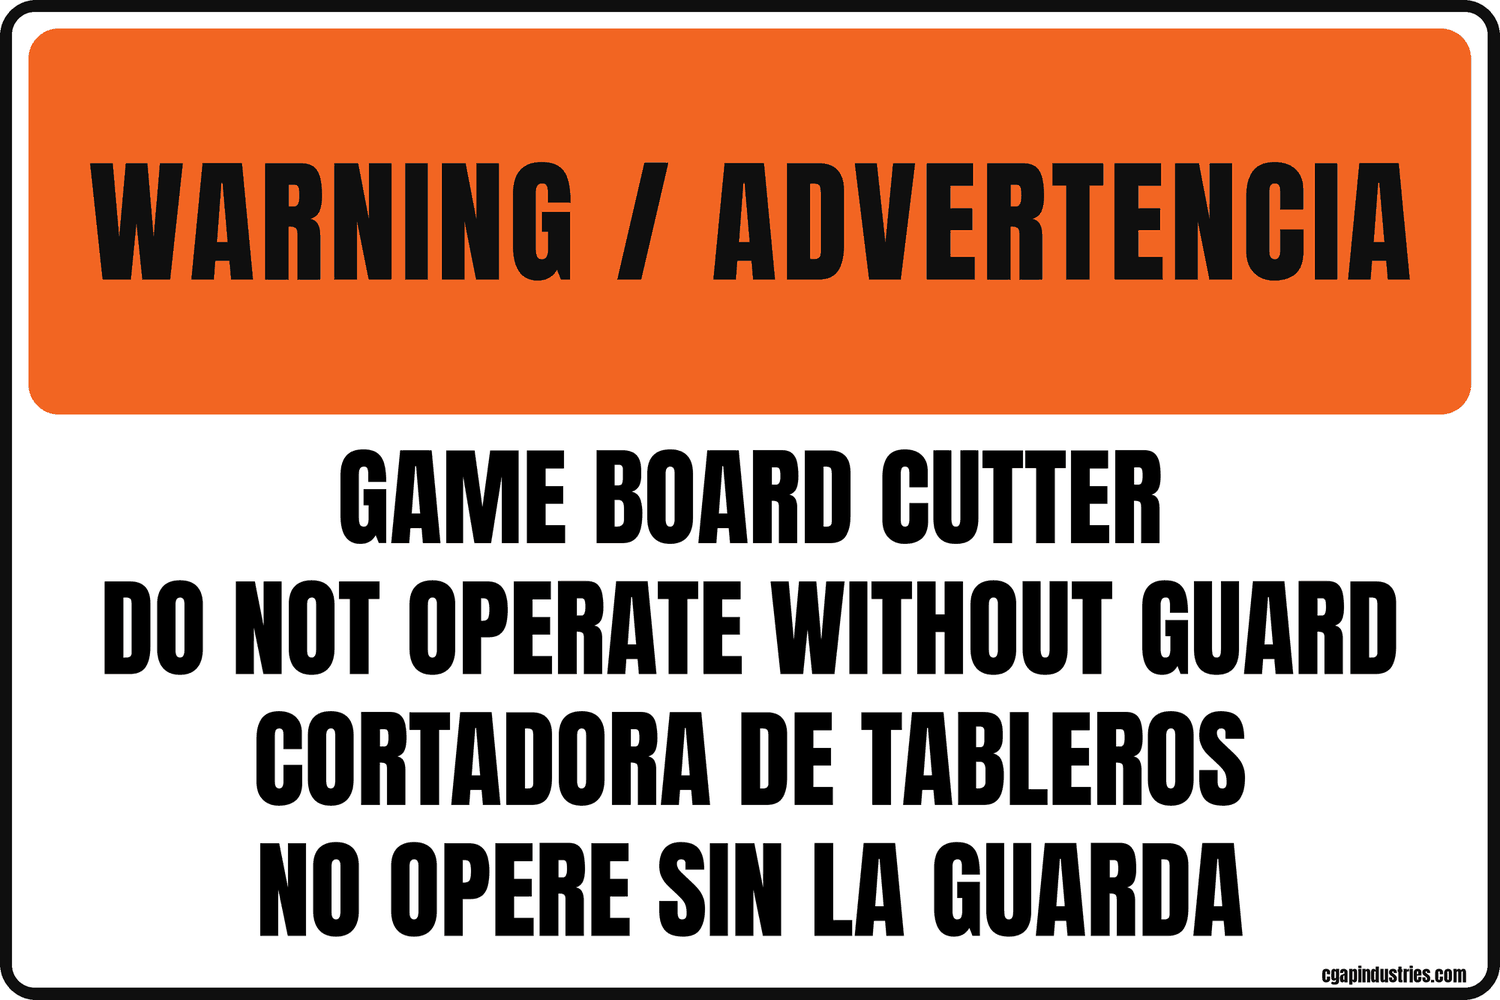 WARNING / ADVERTENCIA
GAME BOARD CUTTER
DO NOT OPERATE WITHOUT GUARD
CORTADORA DE TABLEROS
NO OPERE SIN LA GUARDA
cgapindustries.com